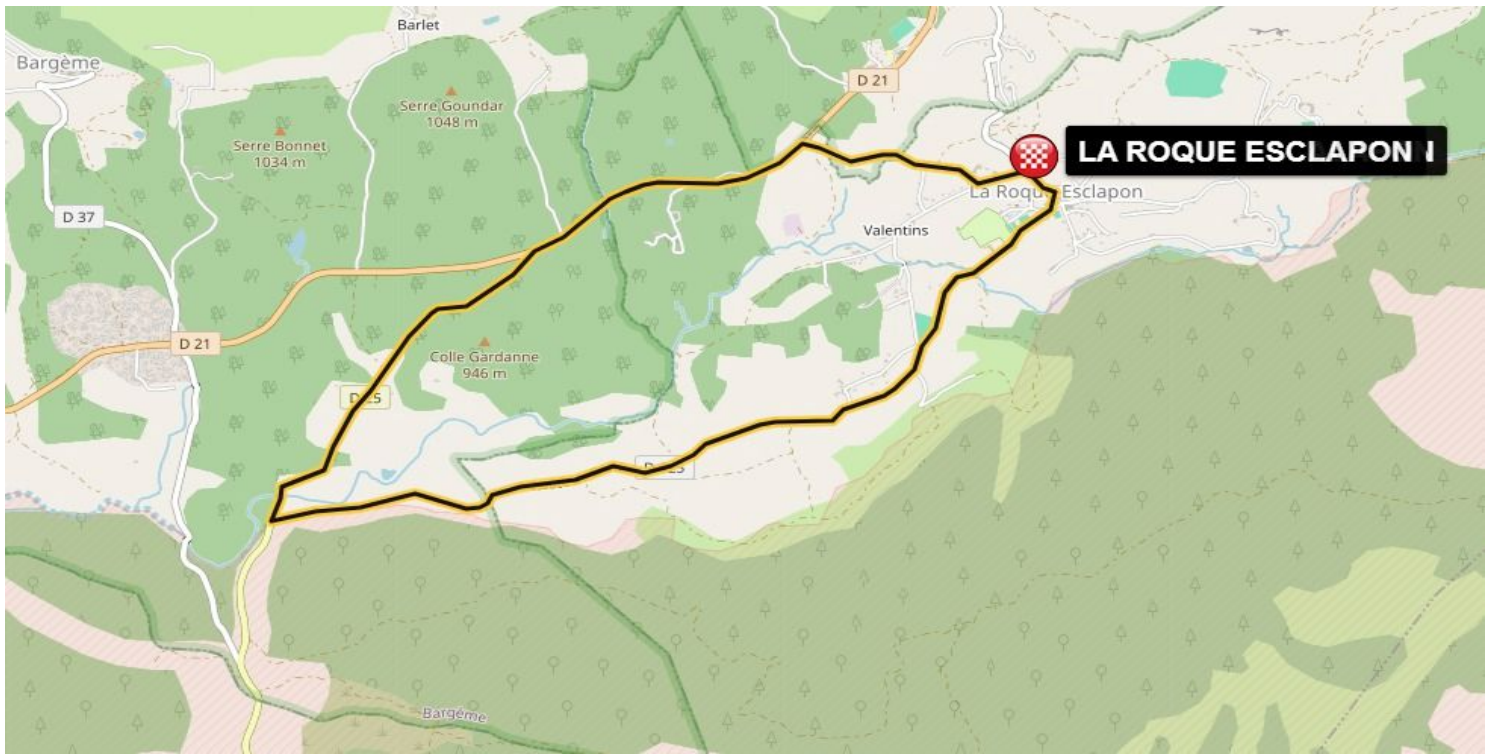 Barlet
Bargème
D 21
Serre Goundar
1048 m
Serre Bonnet
1034 m
LA ROQUE ESCLAPON
La Roque Esclapon
D 37
Valentins
D 21
Colle Gardanne
946 m
Bargème